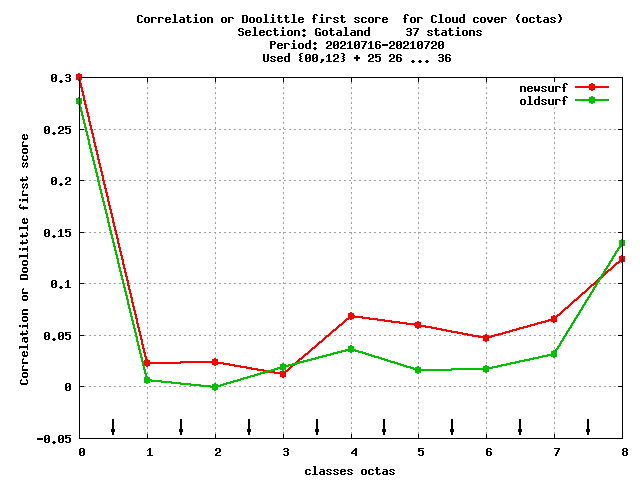 Correlation or Doolittle first score  for Cloud cover (octas)
Selection: Gotaland     37 stations
Period: 20210716-20210720
Used {00,12} + 25 26 ... 36
newsurf
oldsurf
Correlation or Doolittle first score
0.3
0.25
0.2
0.15
0.1
0.05
0
-0.05
0 1 2 3 4 5 6 7 8
classes octas